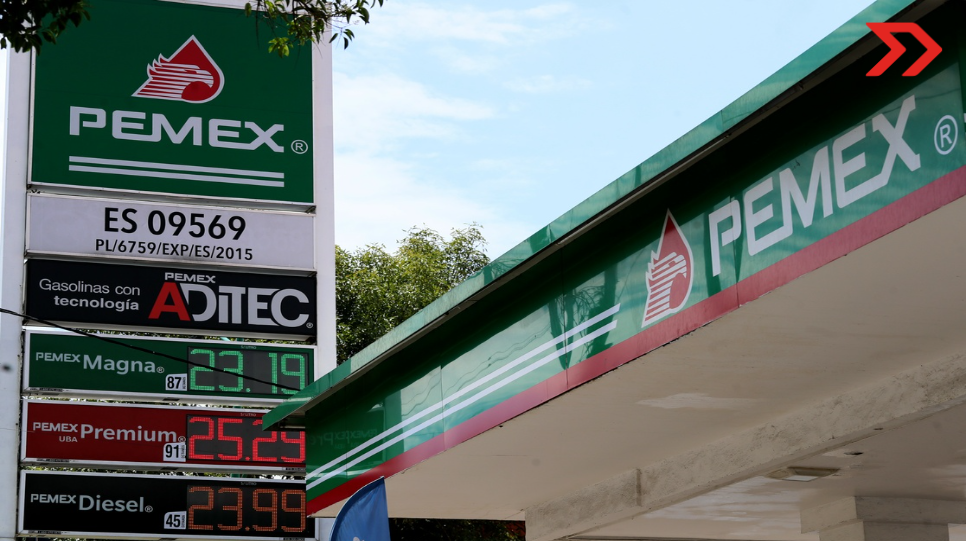 PEMEX®
ES 09569
PL/6759/EXP/ES/2015
Gasolinas con
tecnología
PEMEX
ADITEC®
PEMEX Magna® 87 23.19
PEMEX Premium® 91 25.29
UBA
PEMEX Diesel® 45 23.99
PEMEX®